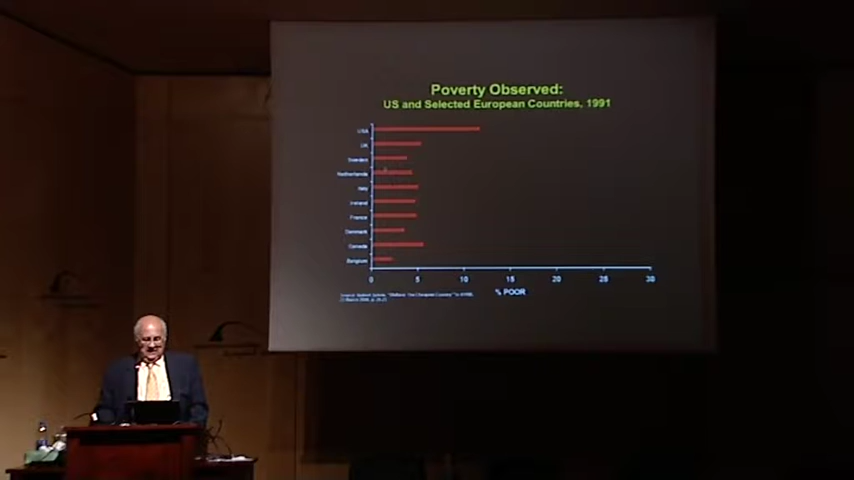 Poverty Observed:
US and Selected European Countries, 1991
USA
UK
Sweden
Netherlands
Italy
Ireland
France
Denmark
Canada
Belgium
0 5 10 15 20 25 30
% POOR